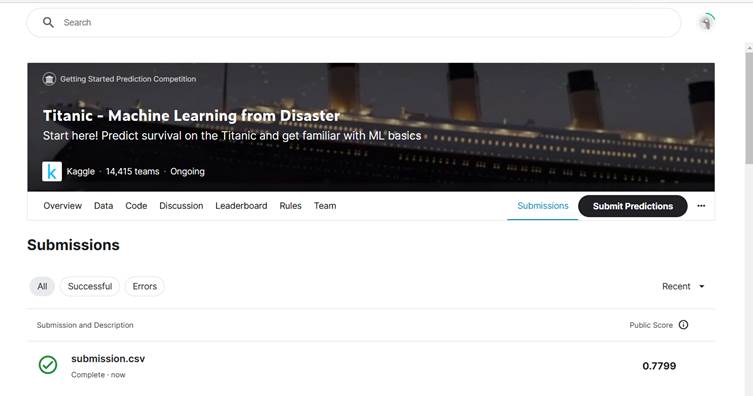 Search
Getting Started Prediction Competition
Titanic - Machine Learning from Disaster
Start here! Predict survival on the Titanic and get familiar with ML basics
k Kaggle · 14,415 teams · Ongoing
Overview Data Code Discussion Leaderboard Rules Team Submissions Submit Predictions ...
Submissions
All Successful Errors Recent
Submission and Description Public Score
submission.csv
0.7799
Complete · now